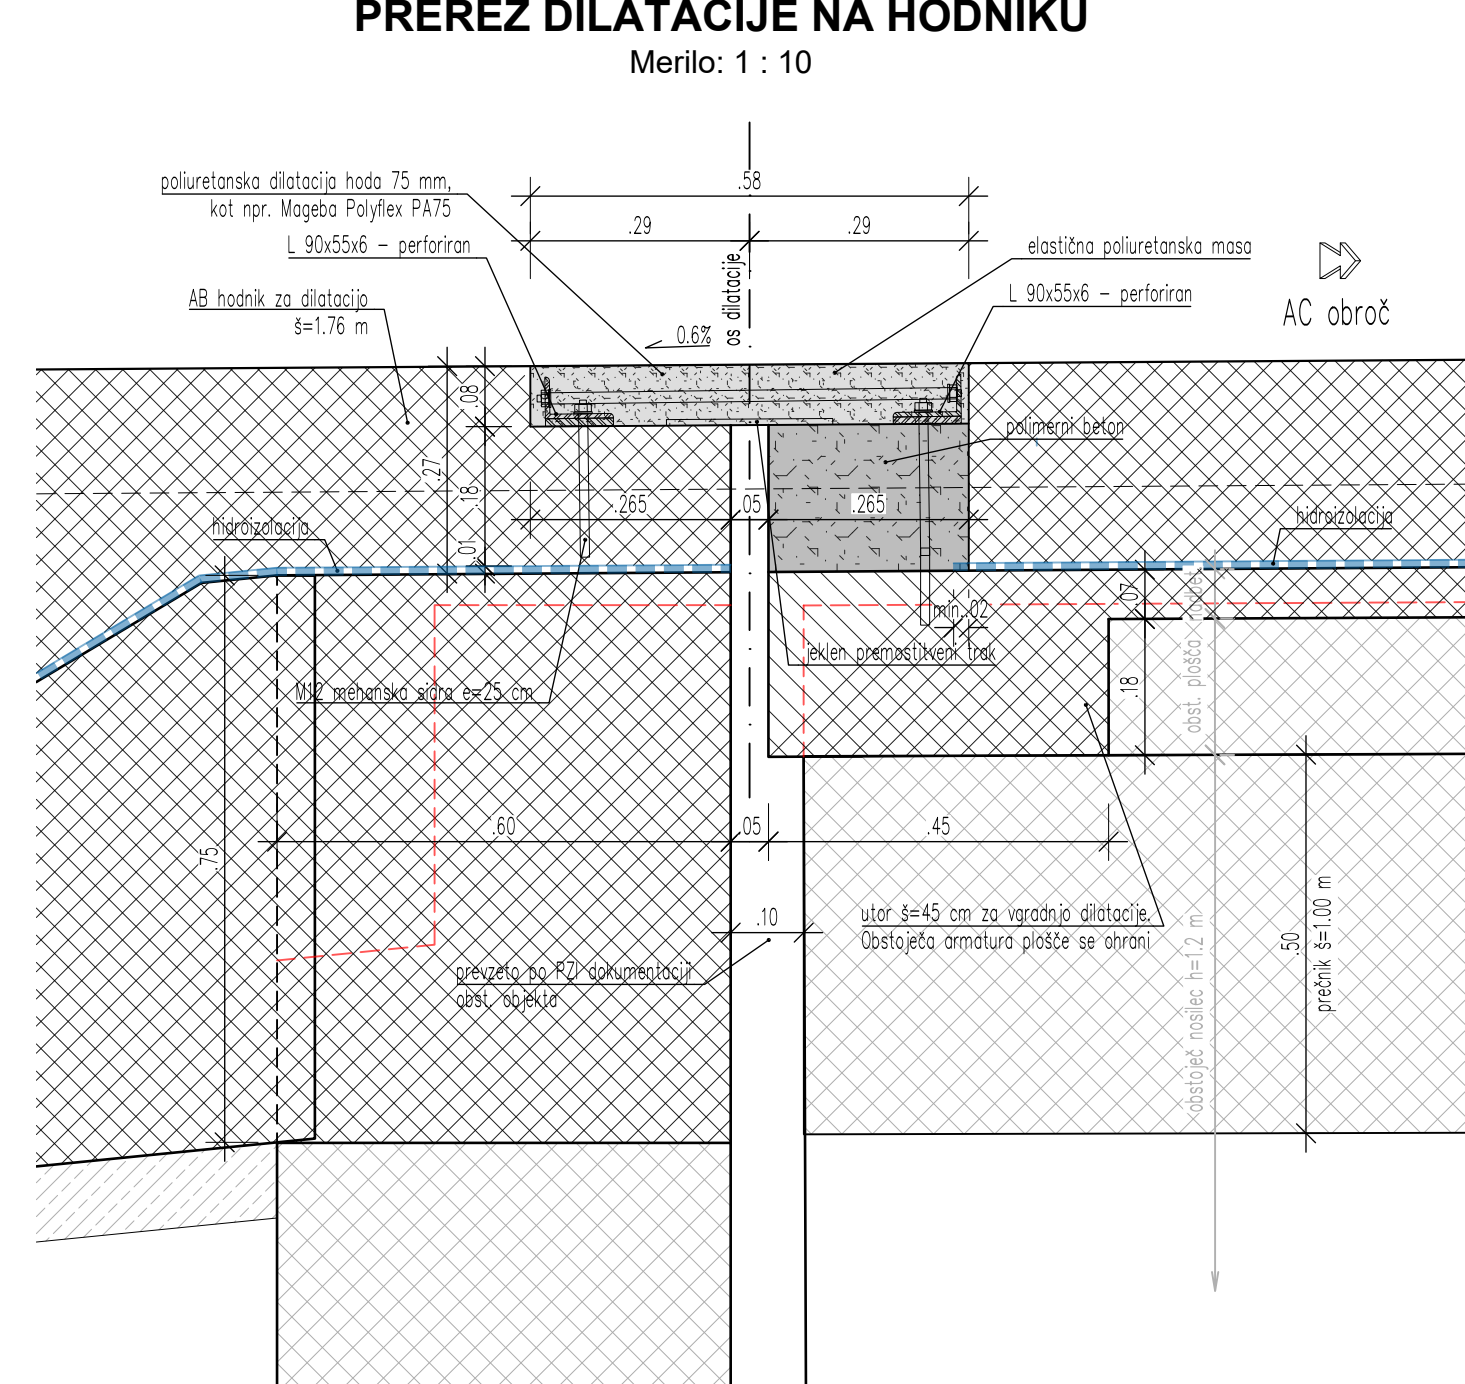 PREREZ DILATACIJE NA HODNIKU
Merilo: 1 : 10
poliuretanska dilatacija hoda 75 mm,
kot npr. Mageba Polyflex PA75
L 90x55x6 – perforiran
AB hodnik za dilatacijo
š=1.76 m
.58
.29
.29
os dilatacije
0.6%
elastična poliuretanska masa
L 90x55x6 – perforiran
AC obroč
.08
.27
.18
.01
polimerni beton
.265
.05
.265
hidroizolacija
hidroizolacija
.07
min..02
jeklen premostitveni trak
M12 mehanska sidra e=25 cm
.18
obst. plošča
.60
.05
.45
.75
.10
utor š=45 cm za vgradnjo dilatacije.
Obstoječa armatura plošče se ohrani
prevzeto po PZI dokumentaciji
obst. objekta
obstoječ nosilec h=1.2 m
.50
prečnik š=1.00 m